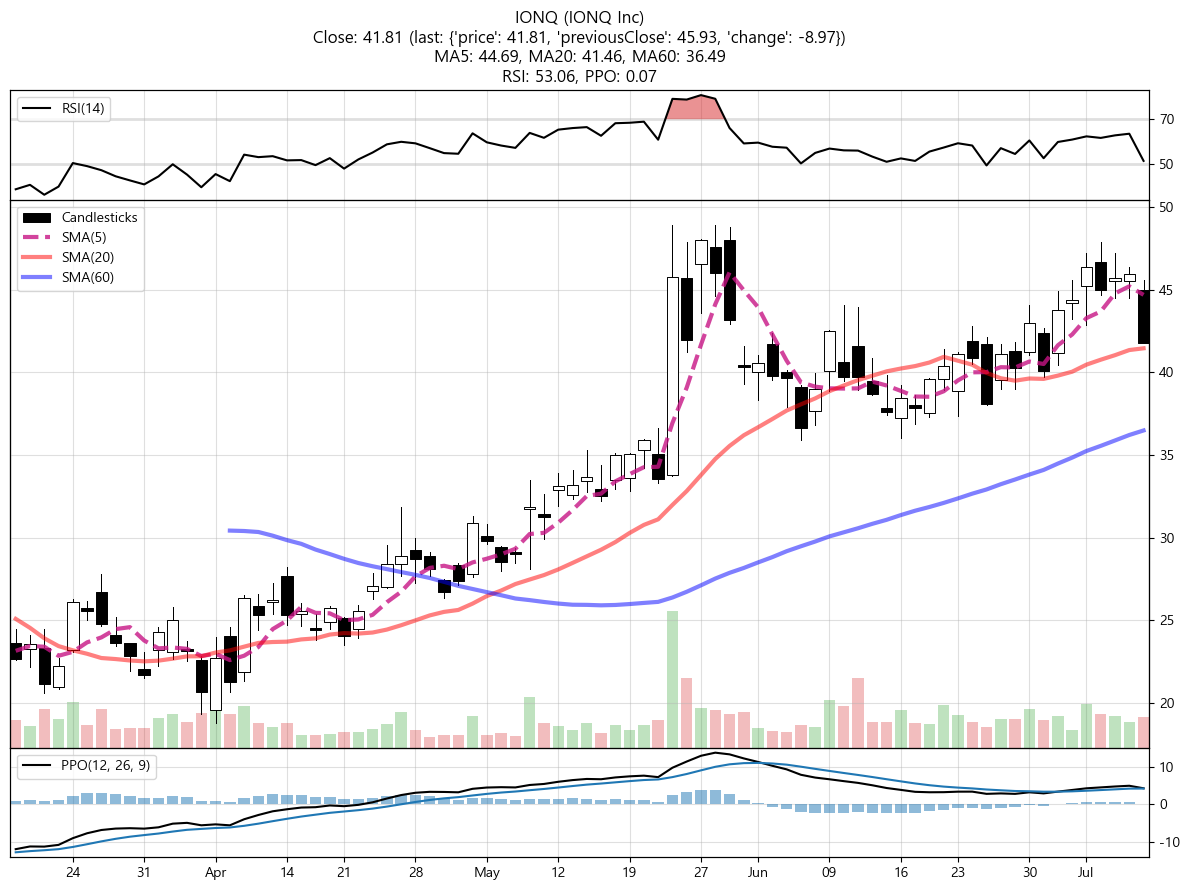 IONQ (IONQ Inc)
Close: 41.81 (last: {'price': 41.81, 'previousClose': 45.93, 'change': -8.97})
MA5: 44.69, MA20: 41.46, MA60: 36.49
RSI: 53.06, PPO: 0.07
RSI(14)
70
50
Candlesticks
SMA(5)
SMA(20)
SMA(60)
50
45
40
35
30
25
20
PPO(12, 26, 9)
10
0
-10
24 31 Apr 14 21 28 May 12 19 27 Jun 09 16 23 30 Jul